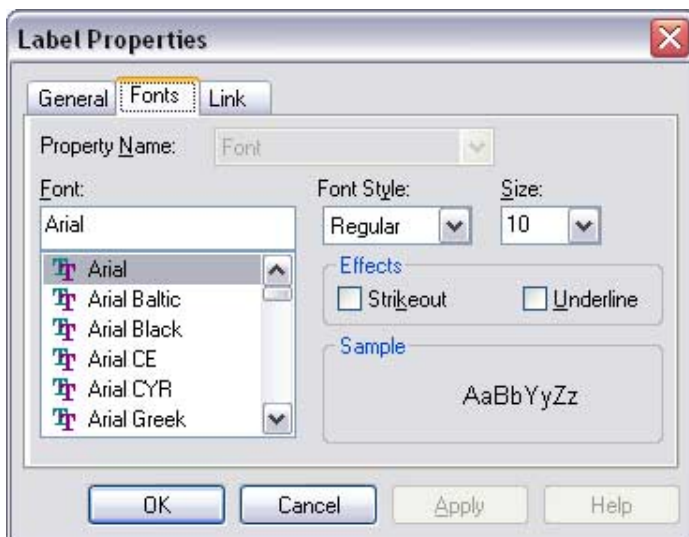 Label Properties
General Fonts Link
Property Name: Font
Font: Font Style: Size:
Arial Regular 10
Arial
Arial Baltic
Arial Black
Arial CE
Arial CYR
Arial Greek
Effects
Strikeout Underline
Sample
AaBbYyZz
OK Cancel Apply Help